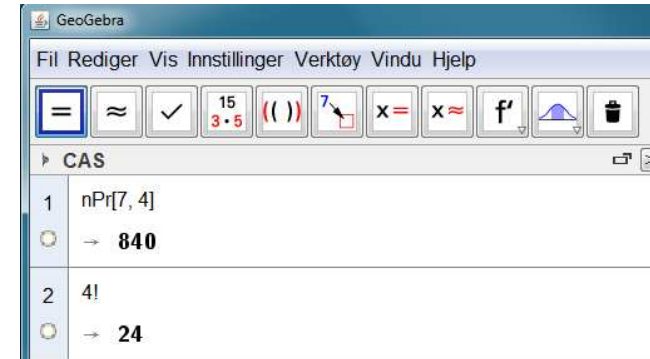 GeoGebra
Fil Rediger Vis Innstillinger Verktøy Vindu Hjelp
= ≈ ✓ 15 3·5 (( )) 7 x= x≈ f'
CAS
1 nPr[7, 4]
→ 840
2 4!
→ 24